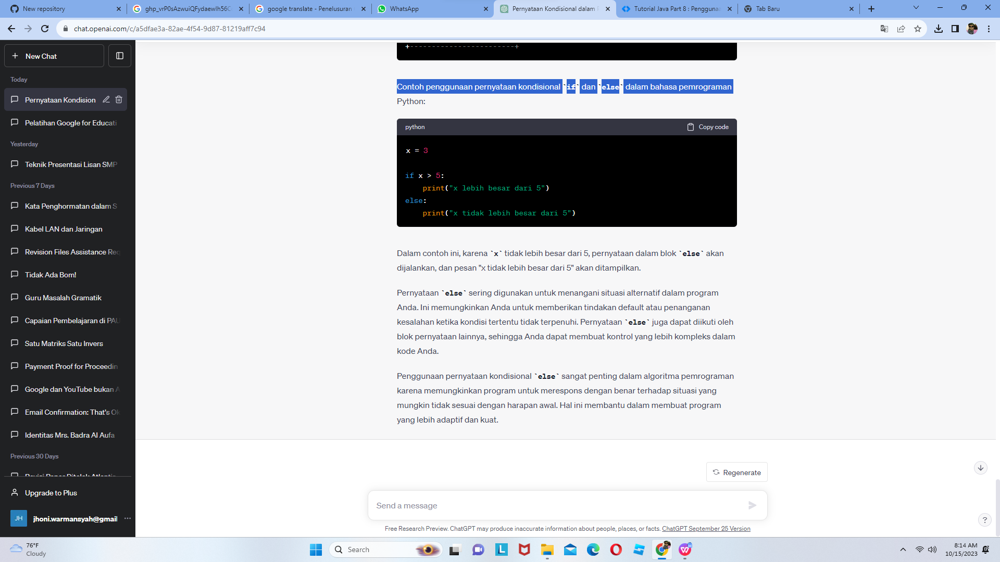 New repository
ghp_vrP0sAzwuiQFydaewIh56C
google translate - Penelusuran
WhatsApp
Pernyataan Kondisional dalam P
Tutorial Java Part 8 : Pengguna
Tab Baru
chat.openai.com/c/a5dfae3a-82ae-4f54-9d87-81219aff7c94
New Chat
Today
Pernyataan Kondision
Pelatihan Google for Educati
Yesterday
Teknik Presentasi Lisan SMP
Previous 7 Days
Kata Penghormatan dalam S
Kabel LAN dan Jaringan
Revision Files Assistance Req
Tidak Ada Bom!
Guru Masalah Gramatik
Capaian Pembelajaran di PAU
Satu Matriks Satu Invers
Payment Proof for Proceedin
Google dan YouTube bukan A
Email Confirmation: That's Ok
Identitas Mrs. Badra Al Aufa
Previous 30 Days
Upgrade to Plus
JH
jhoni.warmansyah@gmail
+------------------------+
Contoh penggunaan pernyataan kondisional `if` dan `else` dalam bahasa pemrograman
Python:
python
Copy code
x = 3
if x > 5:
print("x lebih besar dari 5")
else:
print("x tidak lebih besar dari 5")
Dalam contoh ini, karena `x` tidak lebih besar dari 5, pernyataan dalam blok `else` akan
dijalankan, dan pesan "x tidak lebih besar dari 5" akan ditampilkan.
Pernyataan `else` sering digunakan untuk menangani situasi alternatif dalam program
Anda. Ini memungkinkan Anda untuk memberikan tindakan default atau penanganan
kesalahan ketika kondisi tertentu tidak terpenuhi. Pernyataan `else` juga dapat diikuti oleh
blok pernyataan lainnya, sehingga Anda dapat membuat kontrol yang lebih kompleks dalam
kode Anda.
Penggunaan pernyataan kondisional `else` sangat penting dalam algoritma pemrograman
karena memungkinkan program untuk merespons dengan benar terhadap situasi yang
mungkin tidak sesuai dengan harapan awal. Hal ini membantu dalam membuat program
yang lebih adaptif dan kuat.
Regenerate
Send a message
?
Free Research Preview. ChatGPT may produce inaccurate information about people, places, or facts. ChatGPT September 25 Version
76°F
Cloudy
Search
8:14 AM
10/15/2023